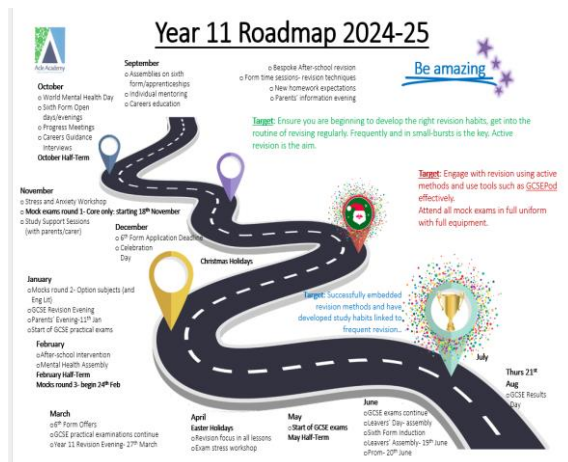 Year 11 Roadmap 2024-25
Acle Academy
Be amazing
September
o Assemblies on sixth
form/apprenticeships
o Individual mentoring
o Careers education
o Bespoke After-school revision
o Form time sessions- revision techniques
o New homework expectations
o Parents' information evening
October
o World Mental Health Day
o Sixth Form Open
days/evenings
o Progress Meetings
o Careers Guidance
Interviews
October Half-Term
Target: Ensure you are beginning to develop the right revision habits, get into the
routine of revising regularly. Frequently and in small-bursts is the key. Active
revision is the aim.
Target: Engage with revision using active
methods and use tools such as GCSEPod
effectively.
Attend all mock exams in full uniform
with full equipment.
November
o Stress and Anxiety Workshop
o Mock exams round 1- Core only: starting 18th November
o Study Support Sessions
(with parents/carer)
December
o 6th Form Application Deadline
o Celebration
Day
Christmas Holidays
January
o Mocks round 2- Option subjects (and
Eng Lit)
o GCSE Revision Evening
o Parents' Evening-11th Jan
o Start of GCSE practical exams
Target: Successfully embedded
revision methods and have
developed study habits linked to
frequent revision..
February
o After-school intervention
o Mental Health Assembly
February Half-Term
Mocks round 3- begin 24th Feb
July
Thurs 21st
Aug
o GCSE Results
Day
March
o 6th Form Offers
o GCSE practical examinations continue
o Year 11 Revision Evening- 27th March
April
Easter Holidays
o Revision focus in all lessons
o Exam stress workshop
May
o Start of GCSE exams
May Half-Term
June
o GCSE exams continue
o Leavers' Day- assembly
o Sixth Form Induction
o Leavers' Assembly- 19th June
o Prom- 20th June